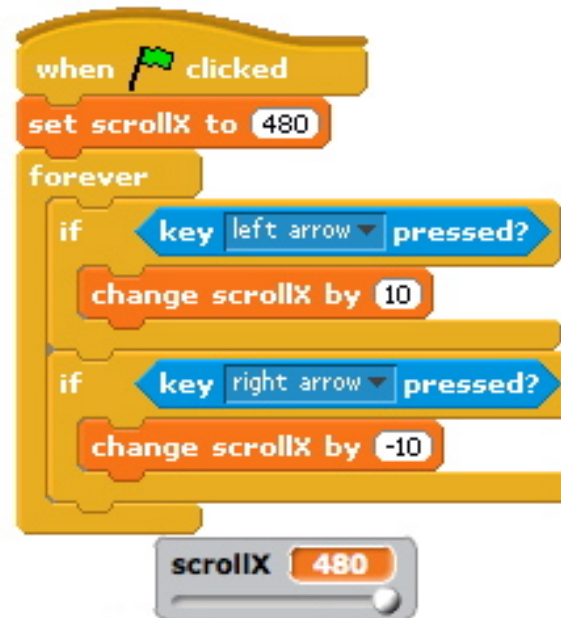 when clicked
set scrollX to 480
forever
if key left arrow pressed?
change scrollX by 10
if key right arrow pressed?
change scrollX by -10
scrollX 480